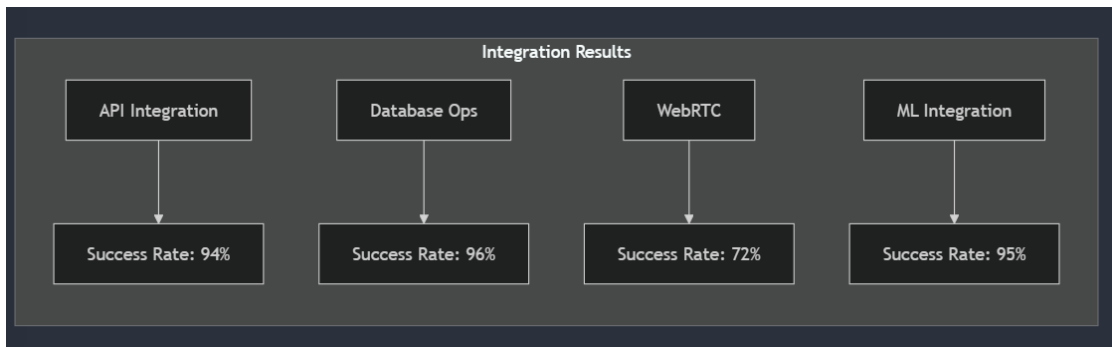 Integration Results
API Integration
Database Ops
WebRTC
ML Integration
Success Rate: 94%
Success Rate: 96%
Success Rate: 72%
Success Rate: 95%